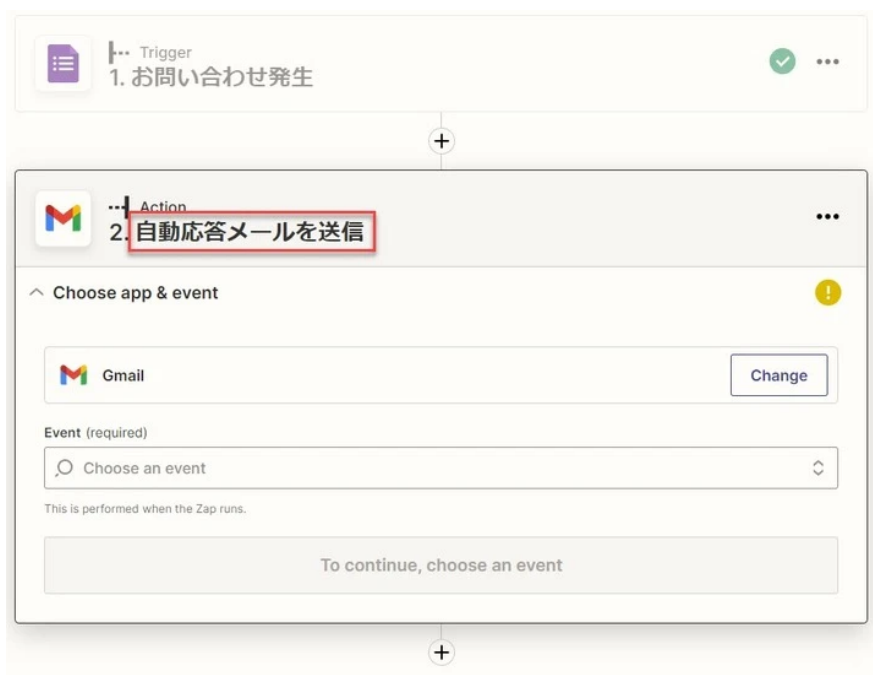 Trigger
1. お問い合わせ発生
Action
2. 自動応答メールを送信
Choose app & event
Gmail
Change
Event (required)
Choose an event
This is performed when the Zap runs.
To continue, choose an event